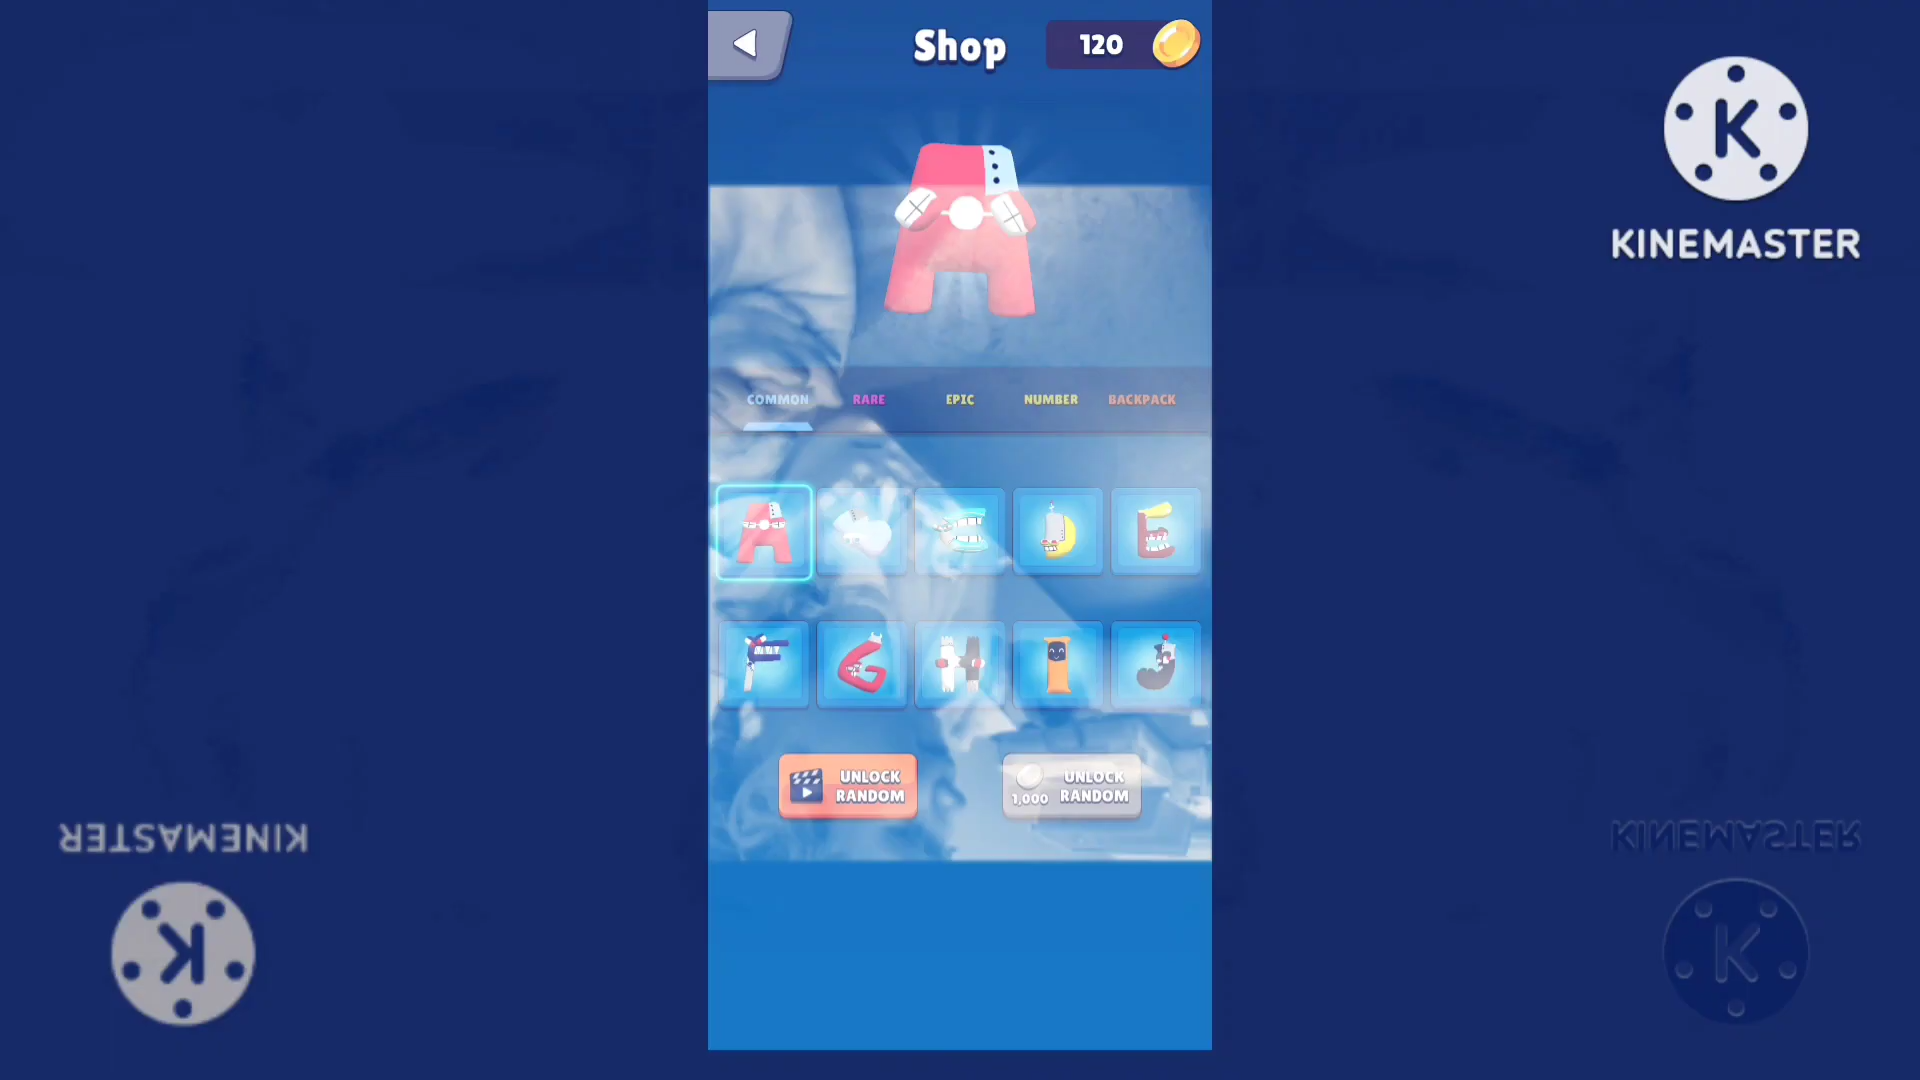 Shop
120
K
KINEMASTER
COMMON RARE EPIC NUMBER BACKPACK
UNLOCK
RANDOM
1,000
UNLOCK
RANDOM
KINEMASTER
K
KINEMASTER
K